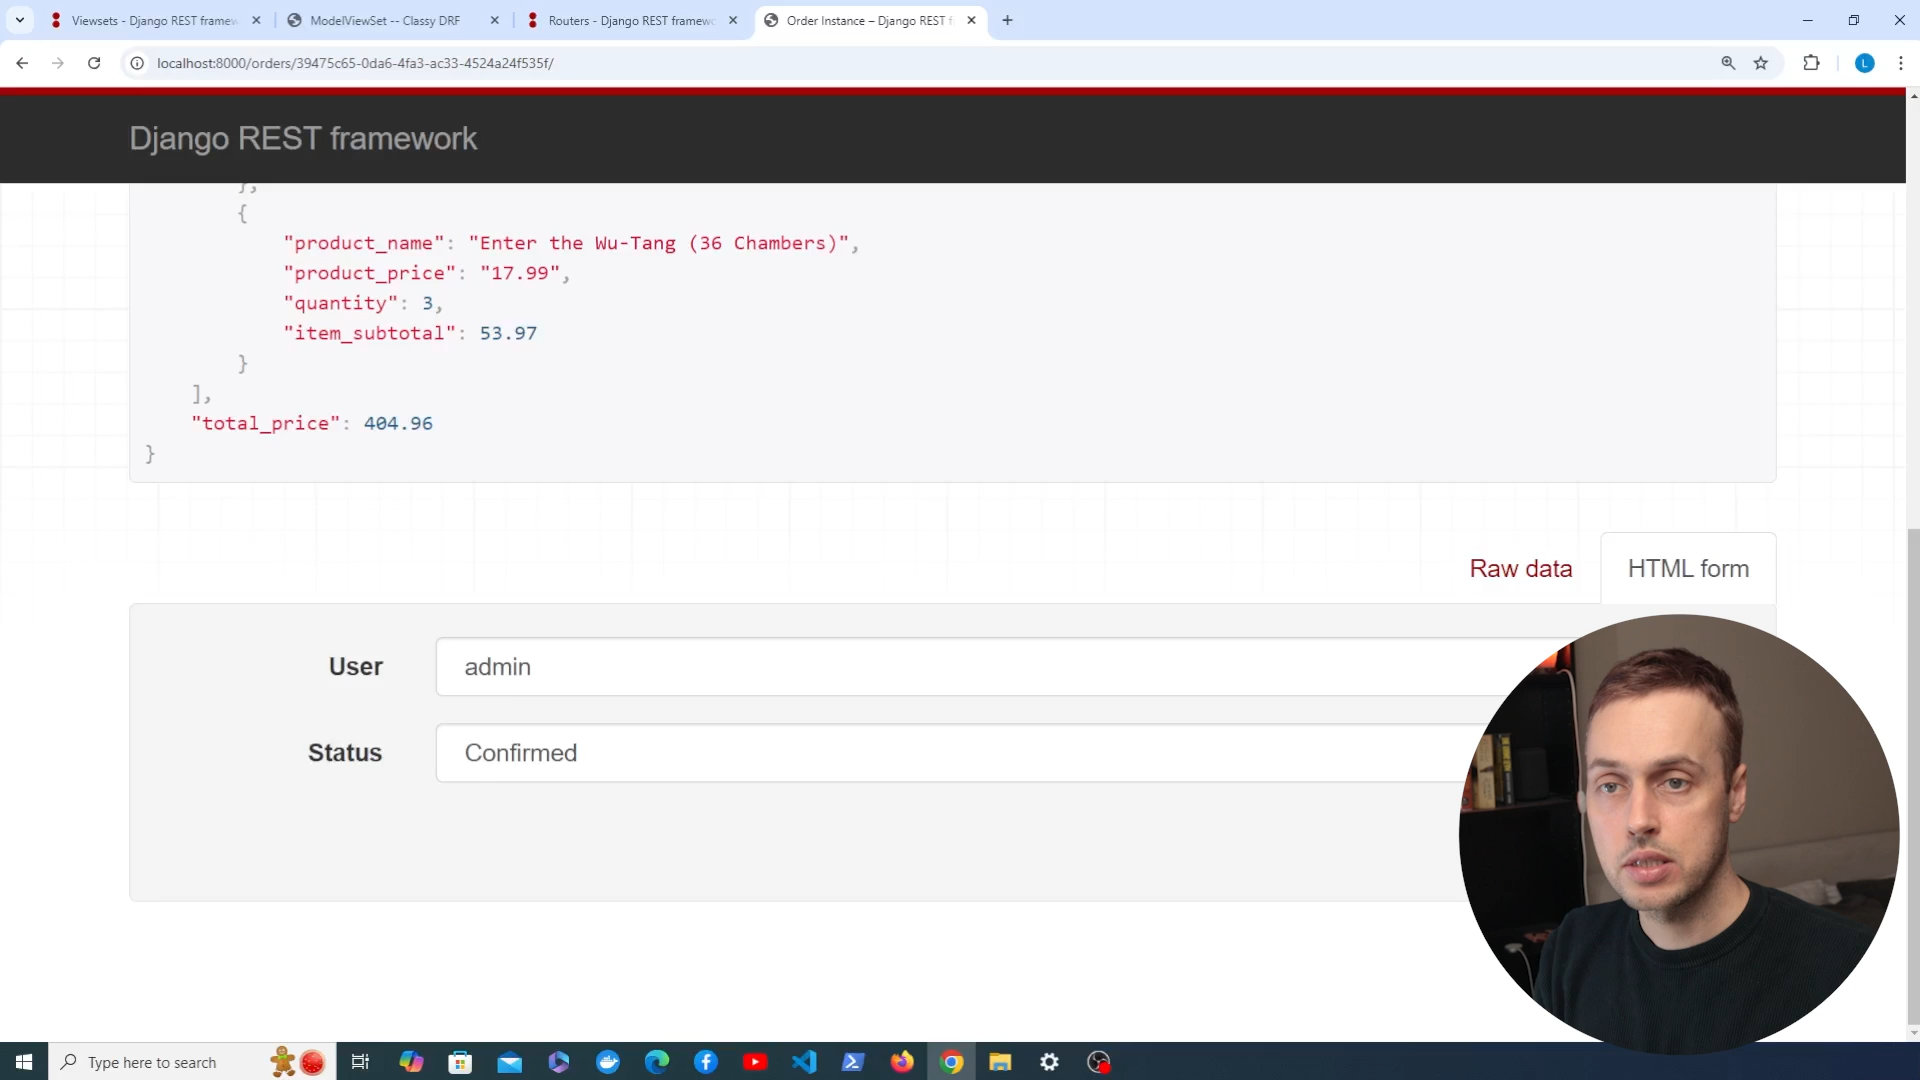 Viewsets - Django REST framew
ModelViewSet -- Classy DRF
Routers - Django REST framewo
Order Instance – Django REST f
localhost:8000/orders/39475c65-0da6-4fa3-ac33-4524a24f535f/
L
Django REST framework
},
{
"product_name": "Enter the Wu-Tang (36 Chambers)",
"product_price": "17.99",
"quantity": 3,
"item_subtotal": 53.97
}
],
"total_price": 404.96
}
Raw data
HTML form
User
admin
Status
Confirmed
Type here to search